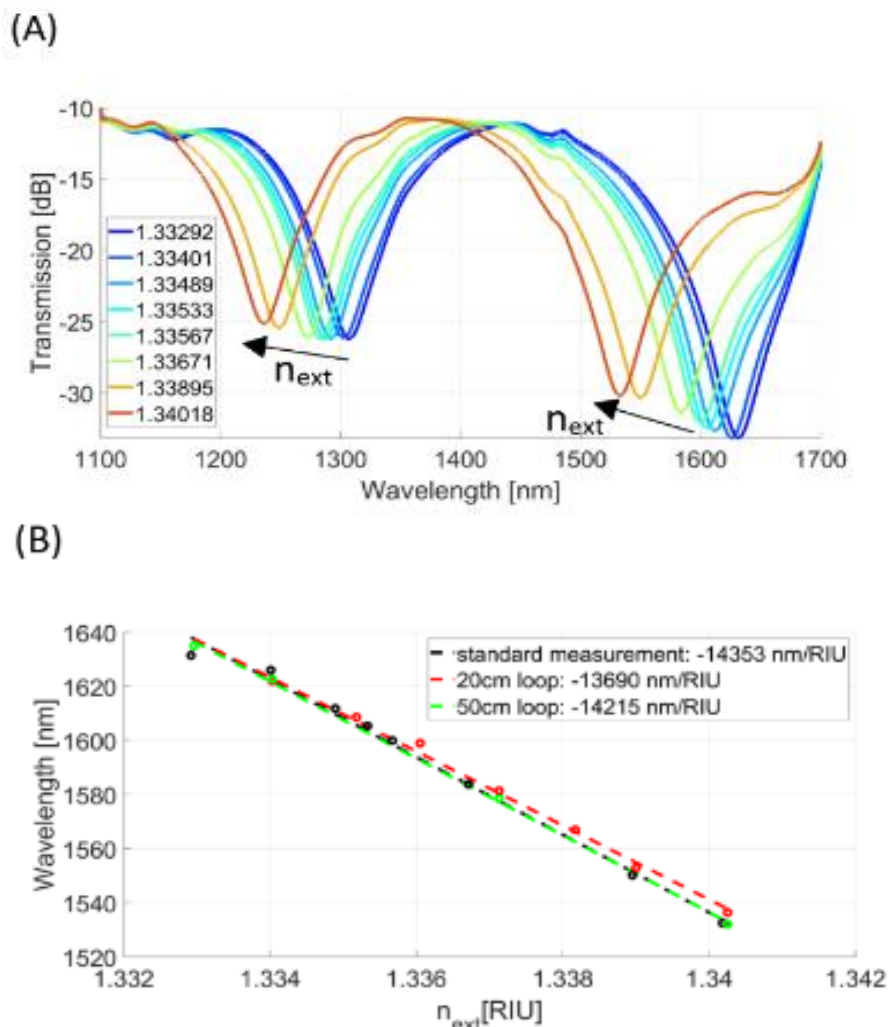 (A)
-10
-15
-20
-25
-30
Transmission [dB]
1.33292
1.33401
1.33489
1.33533
1.33567
1.33671
1.33895
1.34018
n_ext
n_ext
1100 1200 1300 1400 1500 1600 1700
Wavelength [nm]
(B)
1640
1620
1600
1580
1560
1540
1520
Wavelength [nm]
standard measurement: -14353 nm/RIU
20cm loop: -13690 nm/RIU
50cm loop: -14215 nm/RIU
1.332 1.334 1.336 1.338 1.34 1.342
n_ext[RIU]